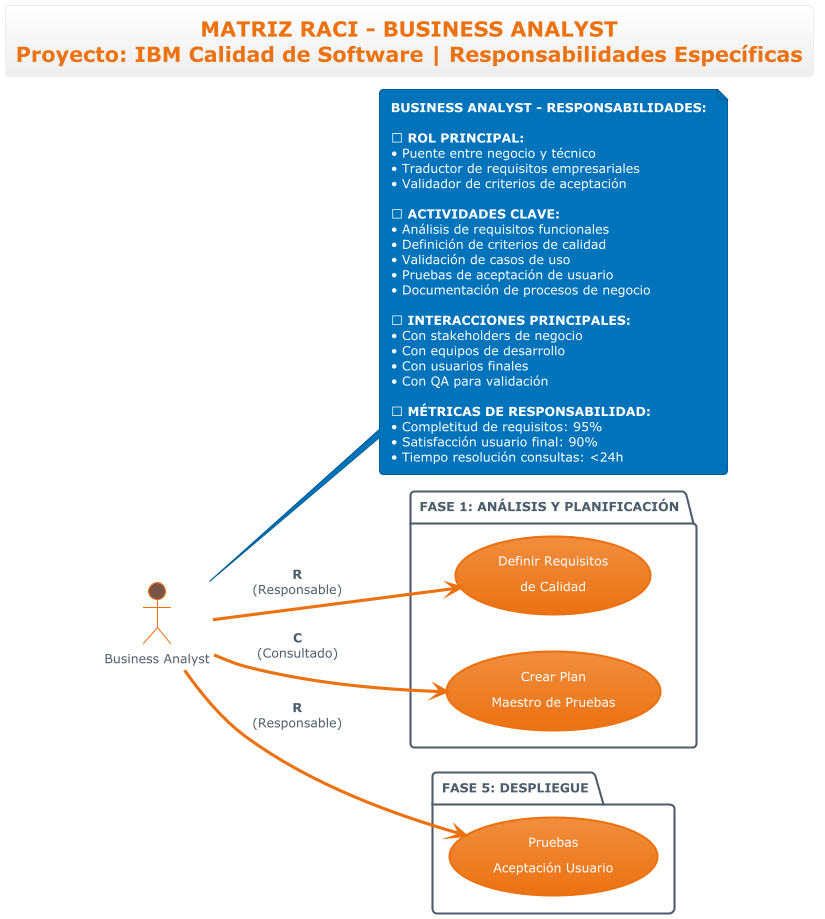 MATRIZ RACI - BUSINESS ANALYST
Proyecto: IBM Calidad de Software | Responsabilidades Específicas
BUSINESS ANALYST - RESPONSABILIDADES:
□ ROL PRINCIPAL:
• Puente entre negocio y técnico
• Traductor de requisitos empresariales
• Validador de criterios de aceptación
□ ACTIVIDADES CLAVE:
• Análisis de requisitos funcionales
• Definición de criterios de calidad
• Validación de casos de uso
• Pruebas de aceptación de usuario
• Documentación de procesos de negocio
□ INTERACCIONES PRINCIPALES:
• Con stakeholders de negocio
• Con equipos de desarrollo
• Con usuarios finales
• Con QA para validación
□ MÉTRICAS DE RESPONSABILIDAD:
• Completitud de requisitos: 95%
• Satisfacción usuario final: 90%
• Tiempo resolución consultas: <24h
FASE 1: ANÁLISIS Y PLANIFICACIÓN
Definir Requisitos
de Calidad
R
(Responsable)
Business Analyst
C
(Consultado)
Crear Plan
Maestro de Pruebas
R
(Responsable)
FASE 5: DESPLIEGUE
Pruebas
Aceptación Usuario